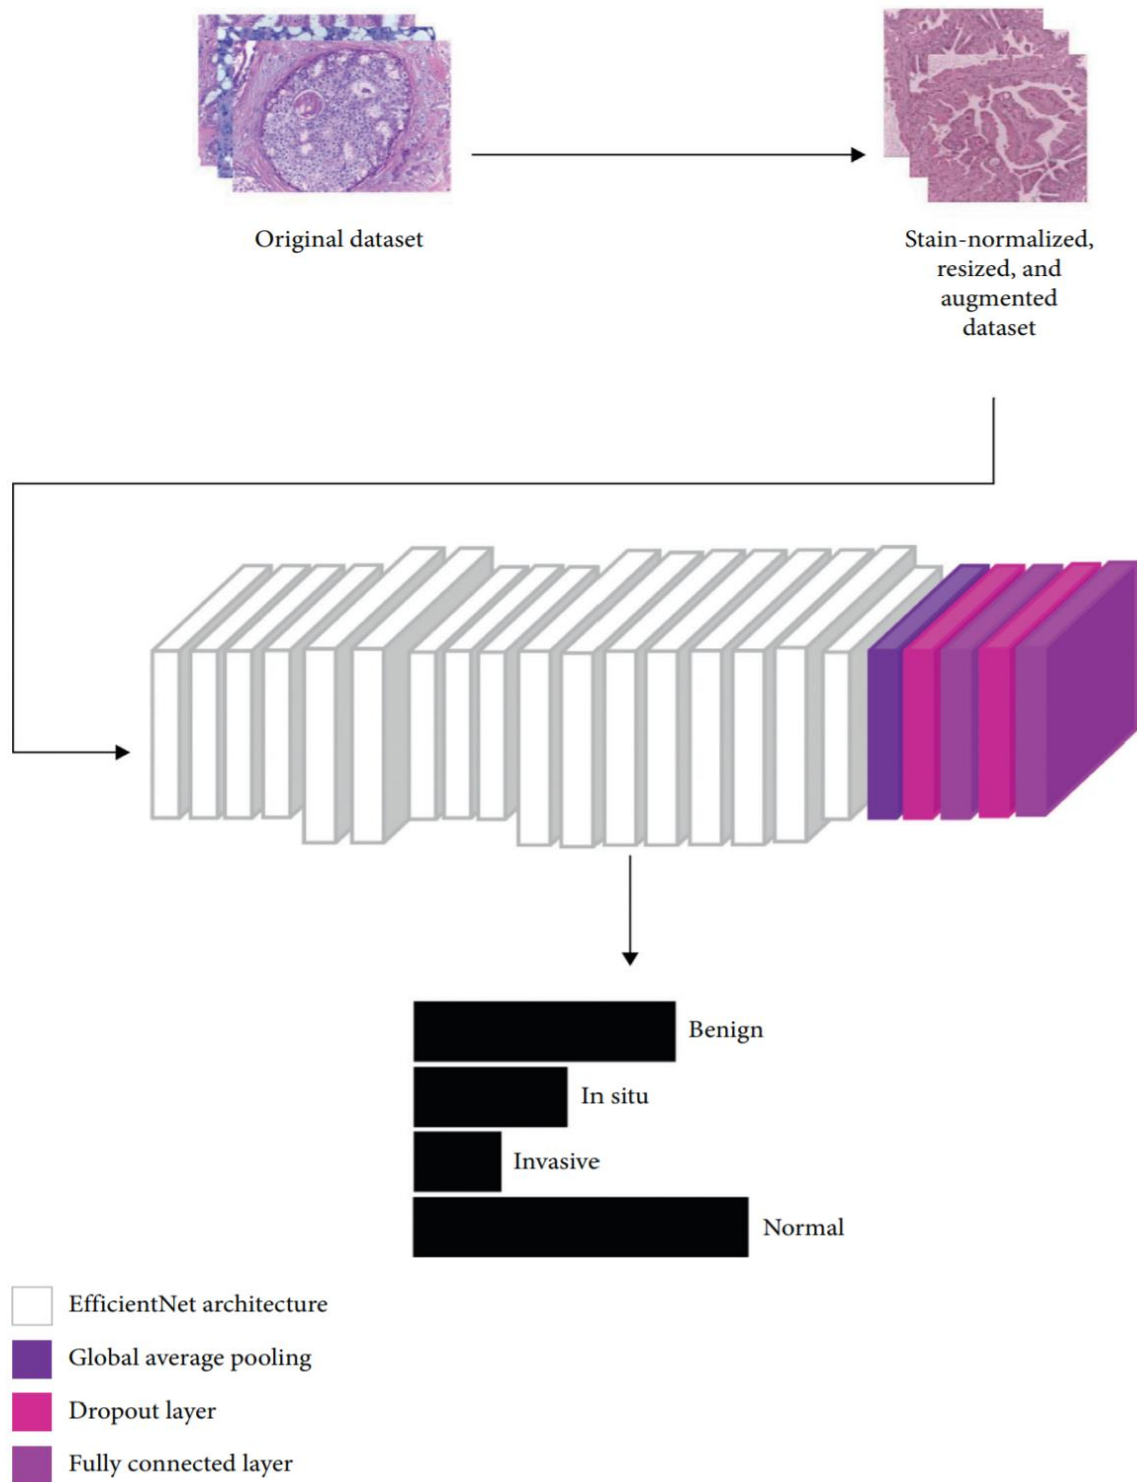 Original dataset
Stain-normalized,
resized, and
augmented
dataset
Benign
In situ
Invasive
Normal
EfficientNet architecture
Global average pooling
Dropout layer
Fully connected layer